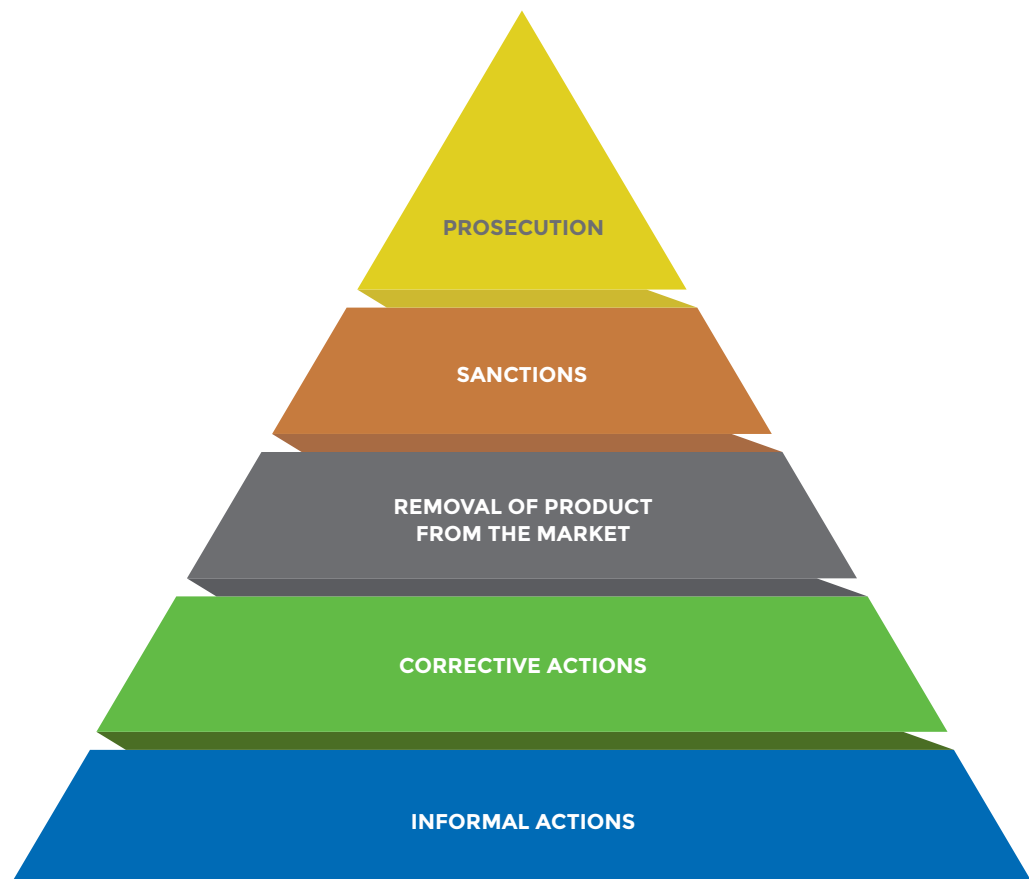 PROSECUTION
SANCTIONS
REMOVAL OF PRODUCT
FROM THE MARKET
CORRECTIVE ACTIONS
INFORMAL ACTIONS